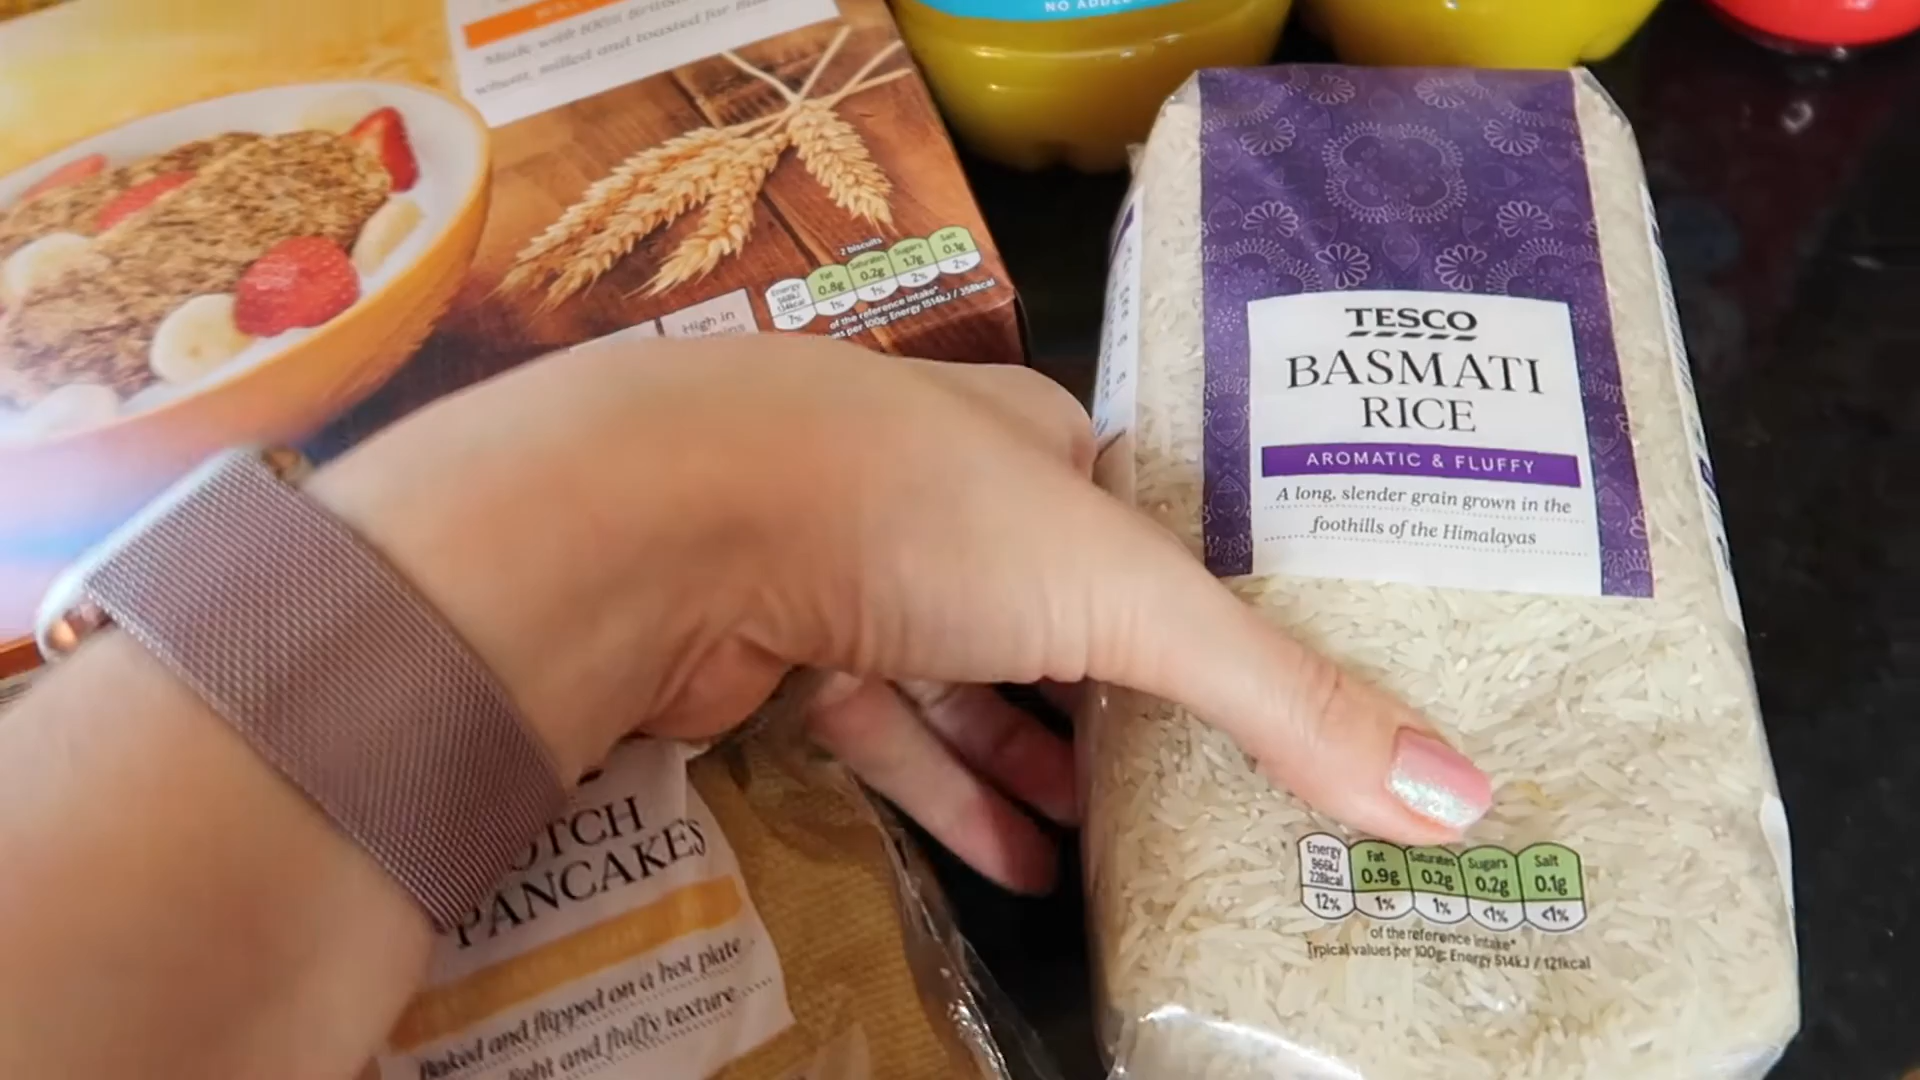 Made with 100%
wheat, milled and toasted for
NO ADDED
2 biscuits
Energy
Fat
0.8g
1%
Saturates
0.2g
1%
Sugars
1.7g
2%
Salt
0.1g
2%
7%
of the reference intake*
per 100g: Energy 1514kJ / 358kcal
High in
TESCO
BASMATI
RICE
AROMATIC & FLUFFY
A long, slender grain grown in the
foothills of the Himalayas
Energy
966kJ
228kcal
12%
Fat
0.9g
1%
Saturates
0.2g
1%
Sugars
0.2g
<1%
Salt
0.1g
<1%
of the reference intake*
Typical values per 100g: Energy 514kJ / 121kcal
OTCH
PANCAKES
Baked and flipped on a hot plate
light and fluffy texture